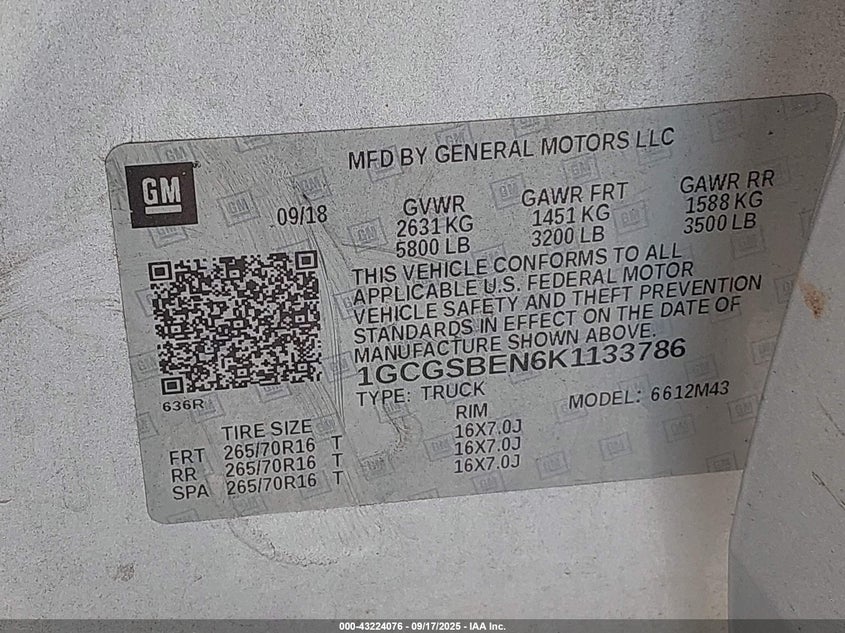 MFD BY GENERAL MOTORS LLC
GM
09/18
GVWR GAWR FRT GAWR RR
2631 KG 1451 KG 1588 KG
5800 LB 3200 LB 3500 LB
THIS VEHICLE CONFORMS TO ALL
APPLICABLE U.S. FEDERAL MOTOR
VEHICLE SAFETY AND THEFT PREVENTION
STANDARDS IN EFFECT ON THE DATE OF
MANUFACTURE SHOWN ABOVE.
1GCGSBEN6K1133786
TYPE: TRUCK MODEL: 6612M43
636R
TIRE SIZE RIM
FRT 265/70R16 T 16X7.0J
RR 265/70R16 T 16X7.0J
SPA 265/70R16 T 16X7.0J
000-43224076 - 09/17/2025 - IAA Inc.